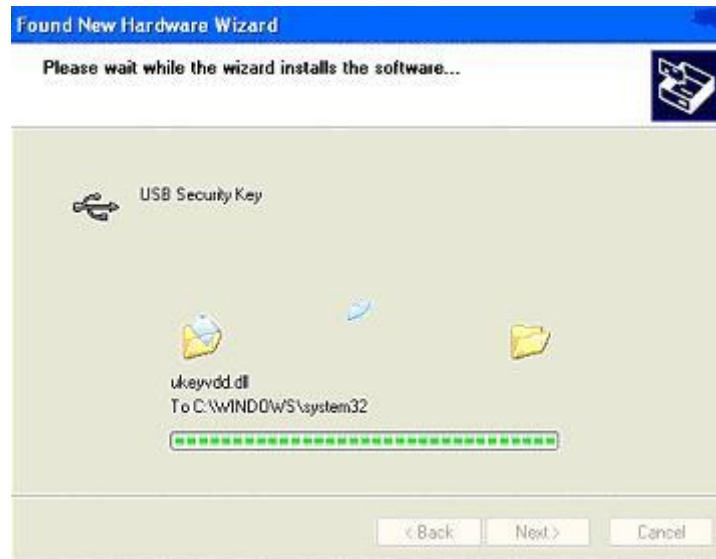 Found New Hardware Wizard
Please wait while the wizard installs the software...
USB Security Key
ukeyvdd.dll
To C:\WINDOWS\system32
< Back
Next >
Cancel